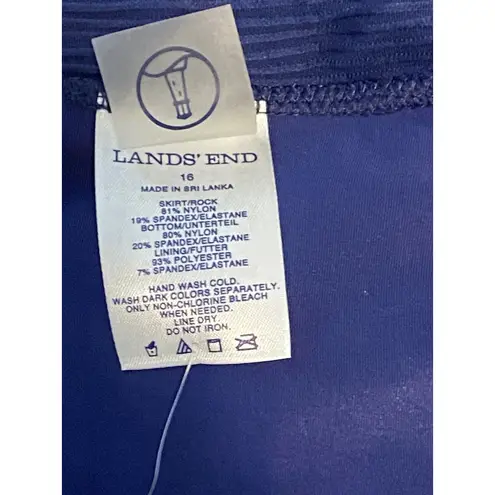 LANDS' END
16
MADE IN SRI LANKA
SKIRT/ROCK
81% NYLON
19% SPANDEX/ELASTANE
BOTTOM/UNTERTEIL
80% NYLON
20% SPANDEX/ELASTANE
LINING/FUTTER
93% POLYESTER
7% SPANDEX/ELASTANE
HAND WASH COLD.
WASH DARK COLORS SEPARATELY.
ONLY NON-CHLORINE BLEACH
WHEN NEEDED.
LINE DRY.
DO NOT IRON.